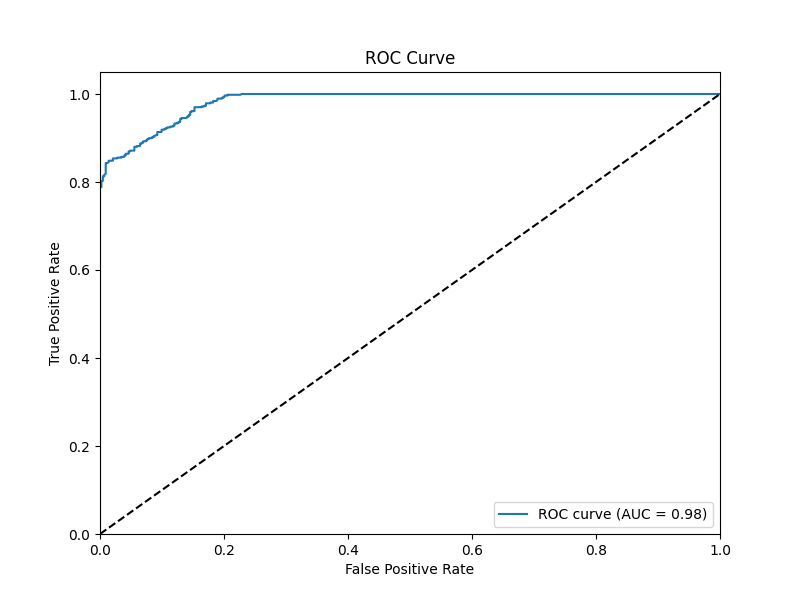 ROC Curve
True Positive Rate
1.0
0.8
0.6
0.4
0.2
0.0
0.0 0.2 0.4 0.6 0.8 1.0
False Positive Rate
ROC curve (AUC = 0.98)